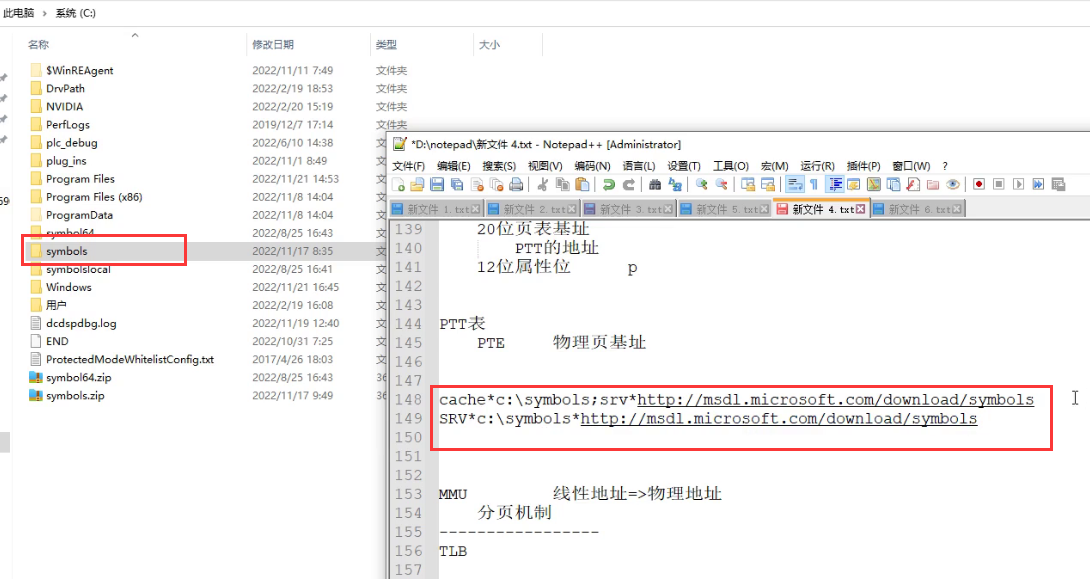 此电脑 › 系统 (C:)
名称 修改日期 类型 大小
$WinREAgent 2022/11/11 7:49 文件夹
DrvPath 2022/2/19 18:53 文件夹
NVIDIA 2022/2/20 15:19 文件夹
PerfLogs 2019/12/7 17:14 文件夹
plc_debug 2022/6/10 14:38 文
plug_ins 2022/11/1 8:49 文
Program Files 2022/11/21 14:53 文
Program Files (x86) 2022/11/8 14:04 文
ProgramData 2022/11/8 14:04 文
symbol64 2022/8/25 16:43 文
symbols 2022/11/17 8:35 文
symbolslocal 2022/8/25 16:41 文
Windows 2022/11/21 16:45 文
用户 2022/2/19 16:08 文
dcdspdbg.log 2022/11/19 12:40 文
END 2022/10/31 7:25 文
ProtectedModeWhitelistConfig.txt 2017/4/26 18:03 文
symbol64.zip 2022/8/25 16:43 36
symbols.zip 2022/11/17 9:49 36
*D:\notepad\新文件 4.txt - Notepad++ [Administrator]
文件(F) 编辑(E) 搜索(S) 视图(V) 编码(N) 语言(L) 设置(T) 工具(O) 宏(M) 运行(R) 插件(P) 窗口(W) ?
新文件 1.txt 新文件 2.txt 新文件 3.txt 新文件 5.txt 新文件 4.txt 新文件 6.txt
139 20位页表基址
140 PTT的地址
141 12位属性位 p
142
143
144 PTT表
145 PTE 物理页基址
146
147
148 cache*c:\symbols;srv*http://msdl.microsoft.com/download/symbols
149 SRV*c:\symbols*http://msdl.microsoft.com/download/symbols
150
151
152
153 MMU 线性地址=>物理地址
154 分页机制
155 -----------------
156 TLB
157